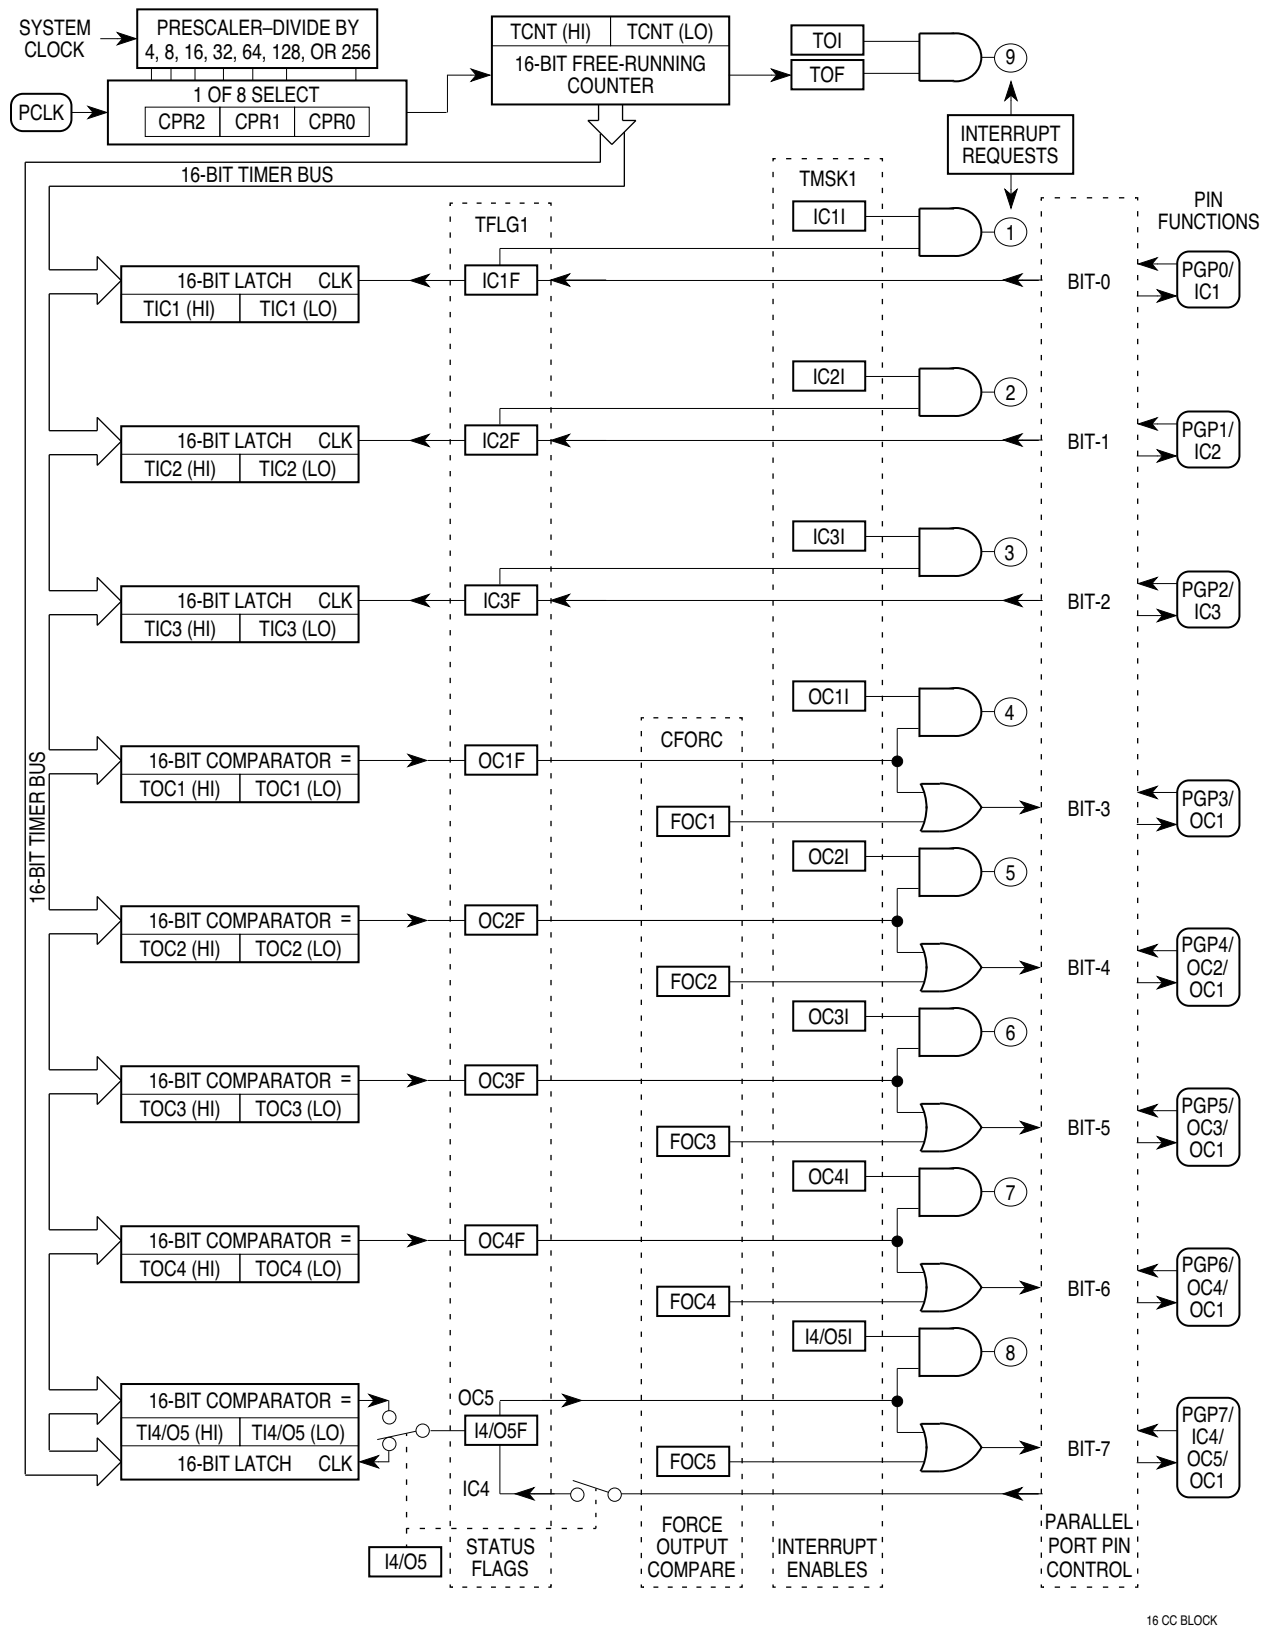 SYSTEM
CLOCK
PRESCALER–DIVIDE BY
4, 8, 16, 32, 64, 128, OR 256
PCLK
1 OF 8 SELECT
CPR2 CPR1 CPR0
TCNT (HI) TCNT (LO)
16-BIT FREE-RUNNING
COUNTER
TOI
TOF
9
INTERRUPT
REQUESTS
16-BIT TIMER BUS
TMSK1
TFLG1
PIN
FUNCTIONS
IC1I
1
16-BIT LATCH CLK
TIC1 (HI) TIC1 (LO)
IC1F
BIT-0
PGP0/
IC1
IC2I
2
16-BIT LATCH CLK
TIC2 (HI) TIC2 (LO)
IC2F
BIT-1
PGP1/
IC2
IC3I
3
16-BIT LATCH CLK
TIC3 (HI) TIC3 (LO)
IC3F
BIT-2
PGP2/
IC3
OC1I
4
CFORC
16-BIT TIMER BUS
16-BIT COMPARATOR =
TOC1 (HI) TOC1 (LO)
OC1F
FOC1
BIT-3
PGP3/
OC1
OC2I
5
16-BIT COMPARATOR =
TOC2 (HI) TOC2 (LO)
OC2F
FOC2
BIT-4
PGP4/
OC2/
OC1
OC3I
6
16-BIT COMPARATOR =
TOC3 (HI) TOC3 (LO)
OC3F
FOC3
BIT-5
PGP5/
OC3/
OC1
OC4I
7
16-BIT COMPARATOR =
TOC4 (HI) TOC4 (LO)
OC4F
FOC4
BIT-6
PGP6/
OC4/
OC1
I4/O5I
8
16-BIT COMPARATOR =
TI4/O5 (HI) TI4/O5 (LO)
16-BIT LATCH CLK
OC5
I4/O5F
IC4
FOC5
BIT-7
PGP7/
IC4/
OC5/
OC1
I4/O5
STATUS
FLAGS
FORCE
OUTPUT
COMPARE
INTERRUPT
ENABLES
PARALLEL
PORT PIN
CONTROL
16 CC BLOCK